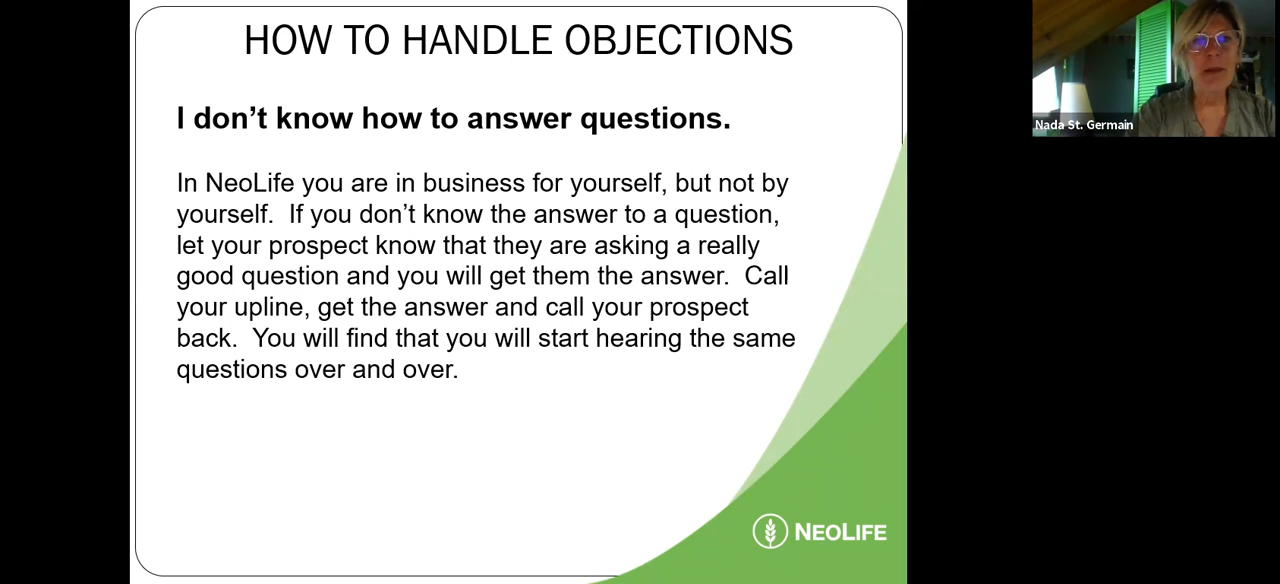 HOW TO HANDLE OBJECTIONS
I don’t know how to answer questions.
In NeoLife you are in business for yourself, but not by
yourself.  If you don’t know the answer to a question,
let your prospect know that they are asking a really
good question and you will get them the answer.  Call
your upline, get the answer and call your prospect
back.  You will find that you will start hearing the same
questions over and over.
NEOLIFE
Nada St. Germain